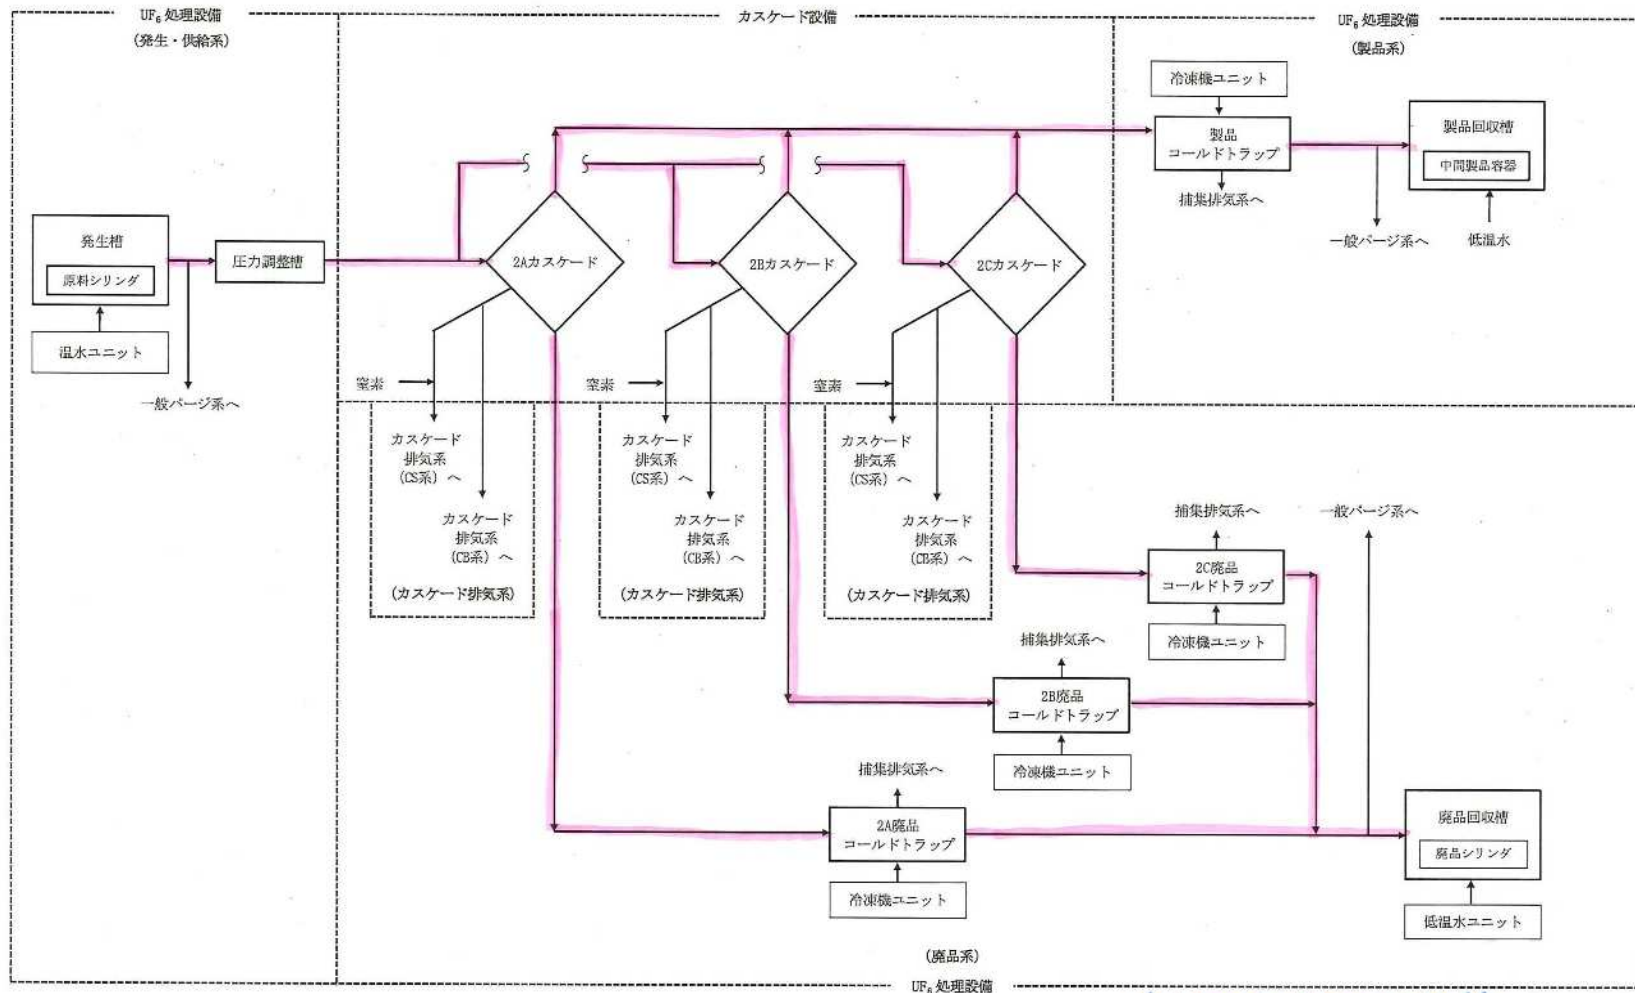 UF₆ 処理設備
(発生・供給系)
カスケード設備
UF₆ 処理設備
(製品系)
冷凍機ユニット
製品
コールドトラップ
製品回収槽
中間製品容器
捕集排気系へ
一般パージ系へ
低温水
発生槽
原料シリンダ
圧力調整槽
温水ユニット
一般パージ系へ
2Aカスケード
2Bカスケード
2Cカスケード
窒素
窒素
窒素
カスケード
排気系
(CS系) へ
カスケード
排気系
(CB系) へ
(カスケード排気系)
カスケード
排気系
(CS系) へ
カスケード
排気系
(CB系) へ
(カスケード排気系)
カスケード
排気系
(CS系) へ
カスケード
排気系
(CB系) へ
(カスケード排気系)
捕集排気系へ
一般パージ系へ
2C廃品
コールドトラップ
冷凍機ユニット
捕集排気系へ
2B廃品
コールドトラップ
冷凍機ユニット
捕集排気系へ
2A廃品
コールドトラップ
冷凍機ユニット
廃品回収槽
廃品シリンダ
低温水ユニット
(廃品系)
UF₆ 処理設備